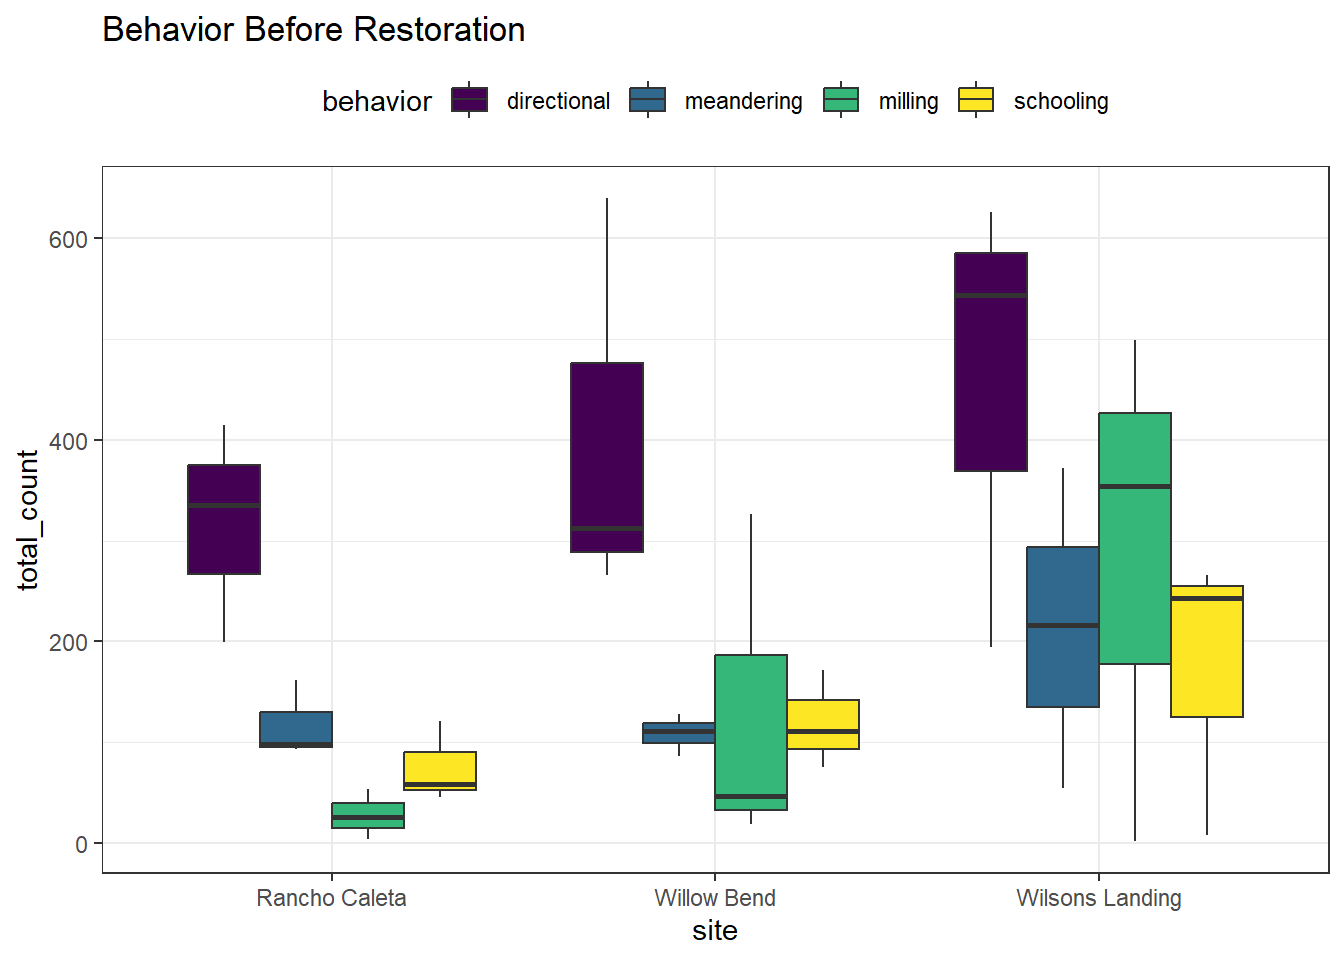 Behavior Before Restoration
behavior directional meandering milling schooling
600
400
200
0
total_count
Rancho Caleta Willow Bend Wilsons Landing
site